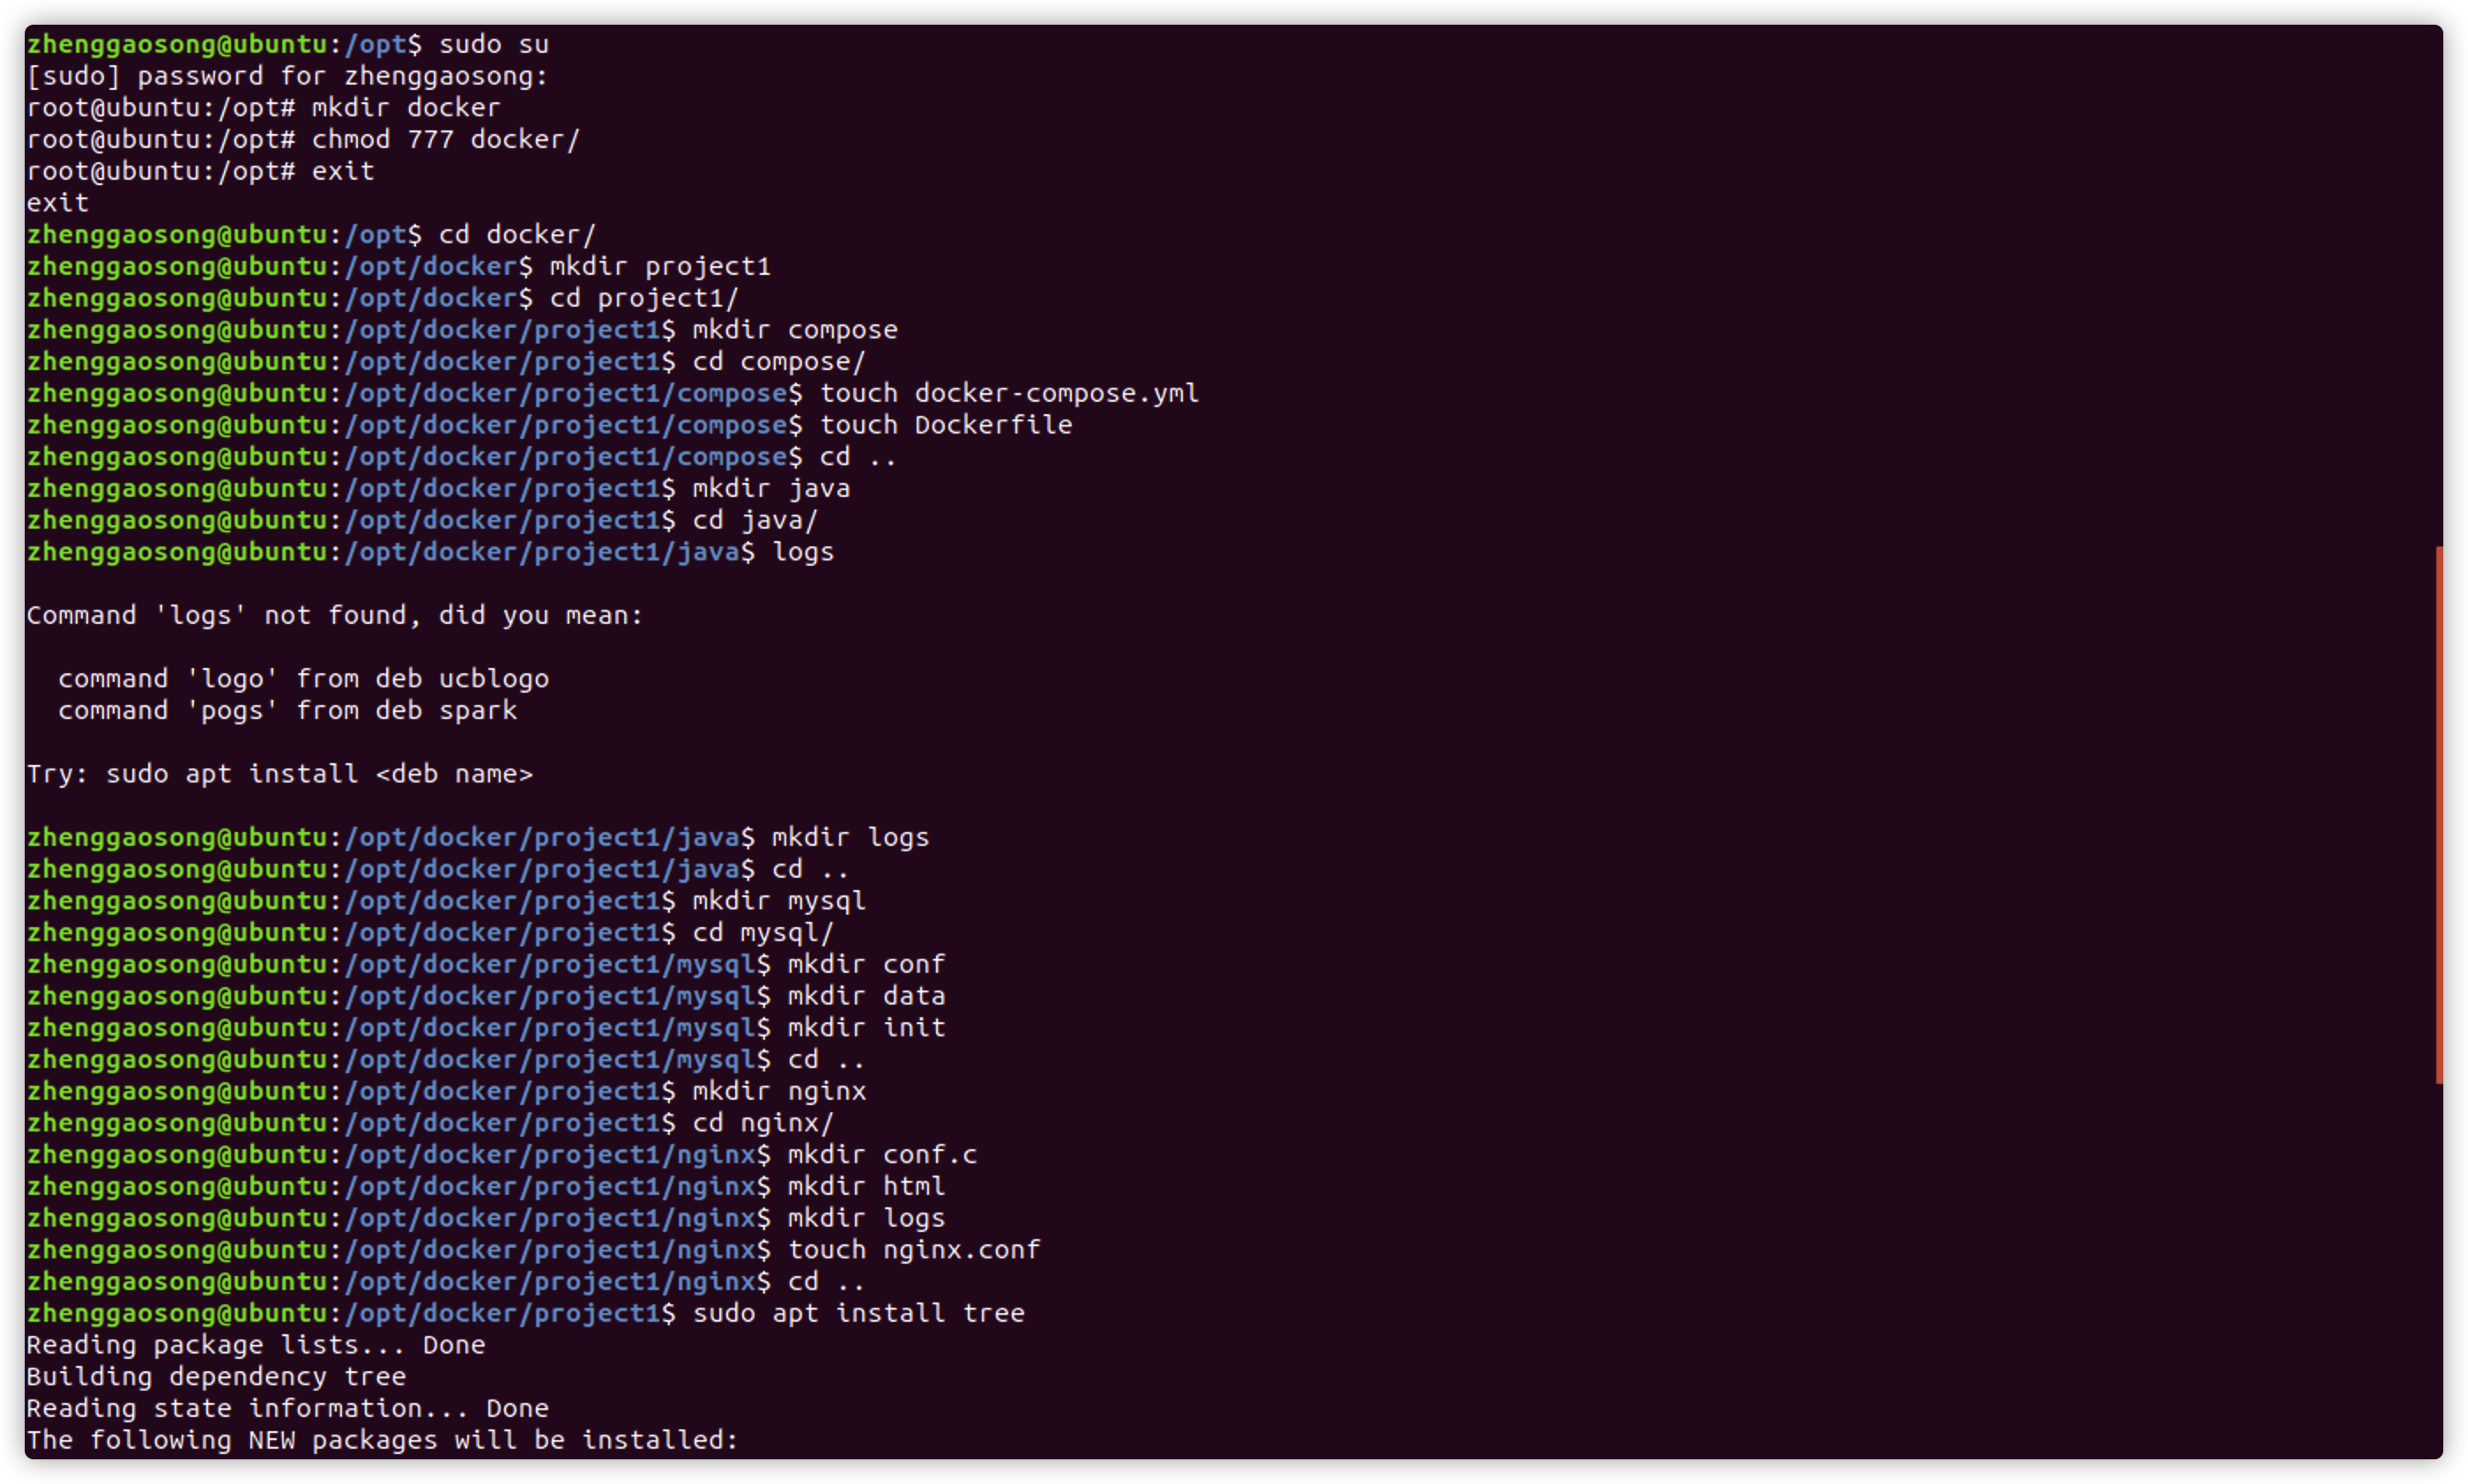 zhenggaosong@ubuntu:/opt$ sudo su
[sudo] password for zhenggaosong:
root@ubuntu:/opt# mkdir docker
root@ubuntu:/opt# chmod 777 docker/
root@ubuntu:/opt# exit
exit
zhenggaosong@ubuntu:/opt$ cd docker/
zhenggaosong@ubuntu:/opt/docker$ mkdir project1
zhenggaosong@ubuntu:/opt/docker$ cd project1/
zhenggaosong@ubuntu:/opt/docker/project1$ mkdir compose
zhenggaosong@ubuntu:/opt/docker/project1$ cd compose/
zhenggaosong@ubuntu:/opt/docker/project1/compose$ touch docker-compose.yml
zhenggaosong@ubuntu:/opt/docker/project1/compose$ touch Dockerfile
zhenggaosong@ubuntu:/opt/docker/project1/compose$ cd ..
zhenggaosong@ubuntu:/opt/docker/project1$ mkdir java
zhenggaosong@ubuntu:/opt/docker/project1$ cd java/
zhenggaosong@ubuntu:/opt/docker/project1/java$ logs
Command 'logs' not found, did you mean:
  command 'logo' from deb ucblogo
  command 'pogs' from deb spark
Try: sudo apt install <deb name>
zhenggaosong@ubuntu:/opt/docker/project1/java$ mkdir logs
zhenggaosong@ubuntu:/opt/docker/project1/java$ cd ..
zhenggaosong@ubuntu:/opt/docker/project1$ mkdir mysql
zhenggaosong@ubuntu:/opt/docker/project1$ cd mysql/
zhenggaosong@ubuntu:/opt/docker/project1/mysql$ mkdir conf
zhenggaosong@ubuntu:/opt/docker/project1/mysql$ mkdir data
zhenggaosong@ubuntu:/opt/docker/project1/mysql$ mkdir init
zhenggaosong@ubuntu:/opt/docker/project1/mysql$ cd ..
zhenggaosong@ubuntu:/opt/docker/project1$ mkdir nginx
zhenggaosong@ubuntu:/opt/docker/project1$ cd nginx/
zhenggaosong@ubuntu:/opt/docker/project1/nginx$ mkdir conf.c
zhenggaosong@ubuntu:/opt/docker/project1/nginx$ mkdir html
zhenggaosong@ubuntu:/opt/docker/project1/nginx$ mkdir logs
zhenggaosong@ubuntu:/opt/docker/project1/nginx$ touch nginx.conf
zhenggaosong@ubuntu:/opt/docker/project1/nginx$ cd ..
zhenggaosong@ubuntu:/opt/docker/project1$ sudo apt install tree
Reading package lists... Done
Building dependency tree
Reading state information... Done
The following NEW packages will be installed: